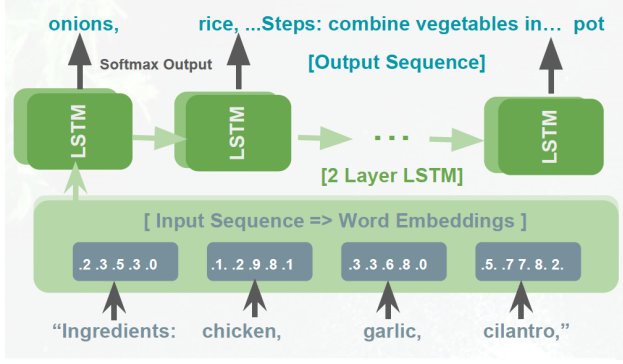 onions, rice, ...Steps: combine vegetables in... pot
Softmax Output [Output Sequence]
LSTM LSTM LSTM
...
[2 Layer LSTM]
[ Input Sequence => Word Embeddings ]
.2 .3 .5 .3 .0 .1. .2 .9 .8 .1 .3 .3 .6 .8 .0 .5. .7 7. 8. 2.
“Ingredients: chicken, garlic, cilantro,”